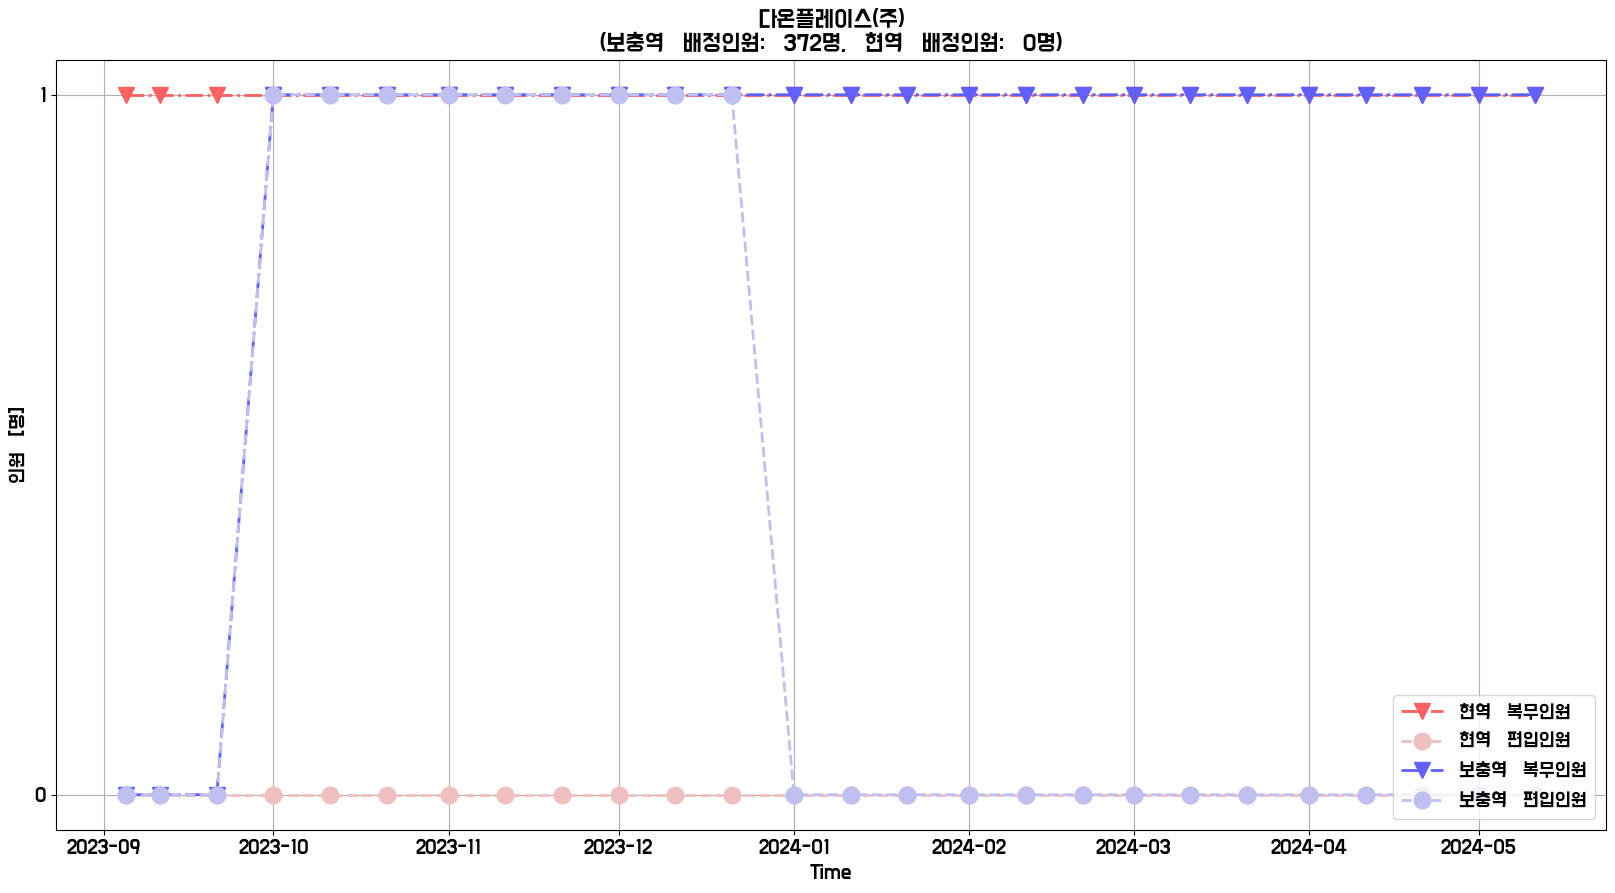 다온플레이스(주)
(보충역 배정인원: 372명, 현역 배정인원: 0명)
인원 [명]
1
0
현역 복무인원
현역 편입인원
보충역 복무인원
보충역 편입인원
2023-09 2023-10 2023-11 2023-12 2024-01 2024-02 2024-03 2024-04 2024-05
Time